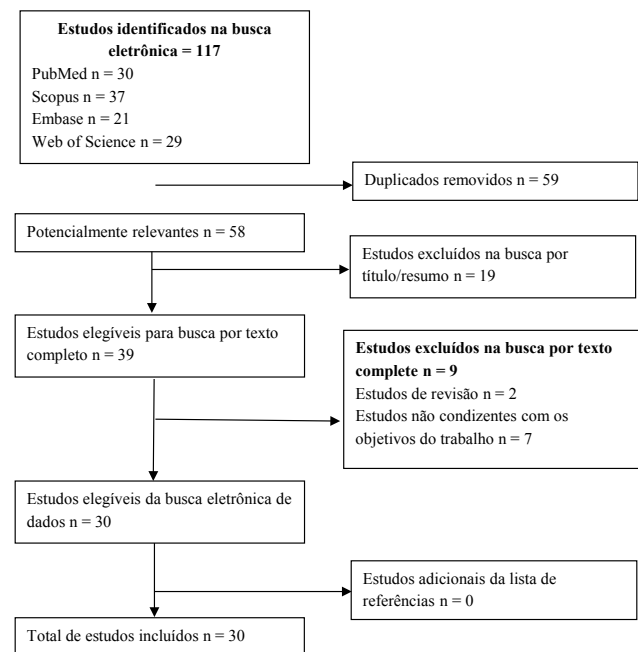 Estudos identificados na busca
eletrônica = 117
PubMed n = 30
Scopus n = 37
Embase n = 21
Web of Science n = 29
Duplicados removidos n = 59
Potencialmente relevantes n = 58
Estudos excluídos na busca por
título/resumo n = 19
Estudos elegíveis para busca por texto
completo n = 39
Estudos excluídos na busca por texto
complete n = 9
Estudos de revisão n = 2
Estudos não condizentes com os
objetivos do trabalho n = 7
Estudos elegíveis da busca eletrônica de
dados n = 30
Estudos adicionais da lista de
referências n = 0
Total de estudos incluídos n = 30